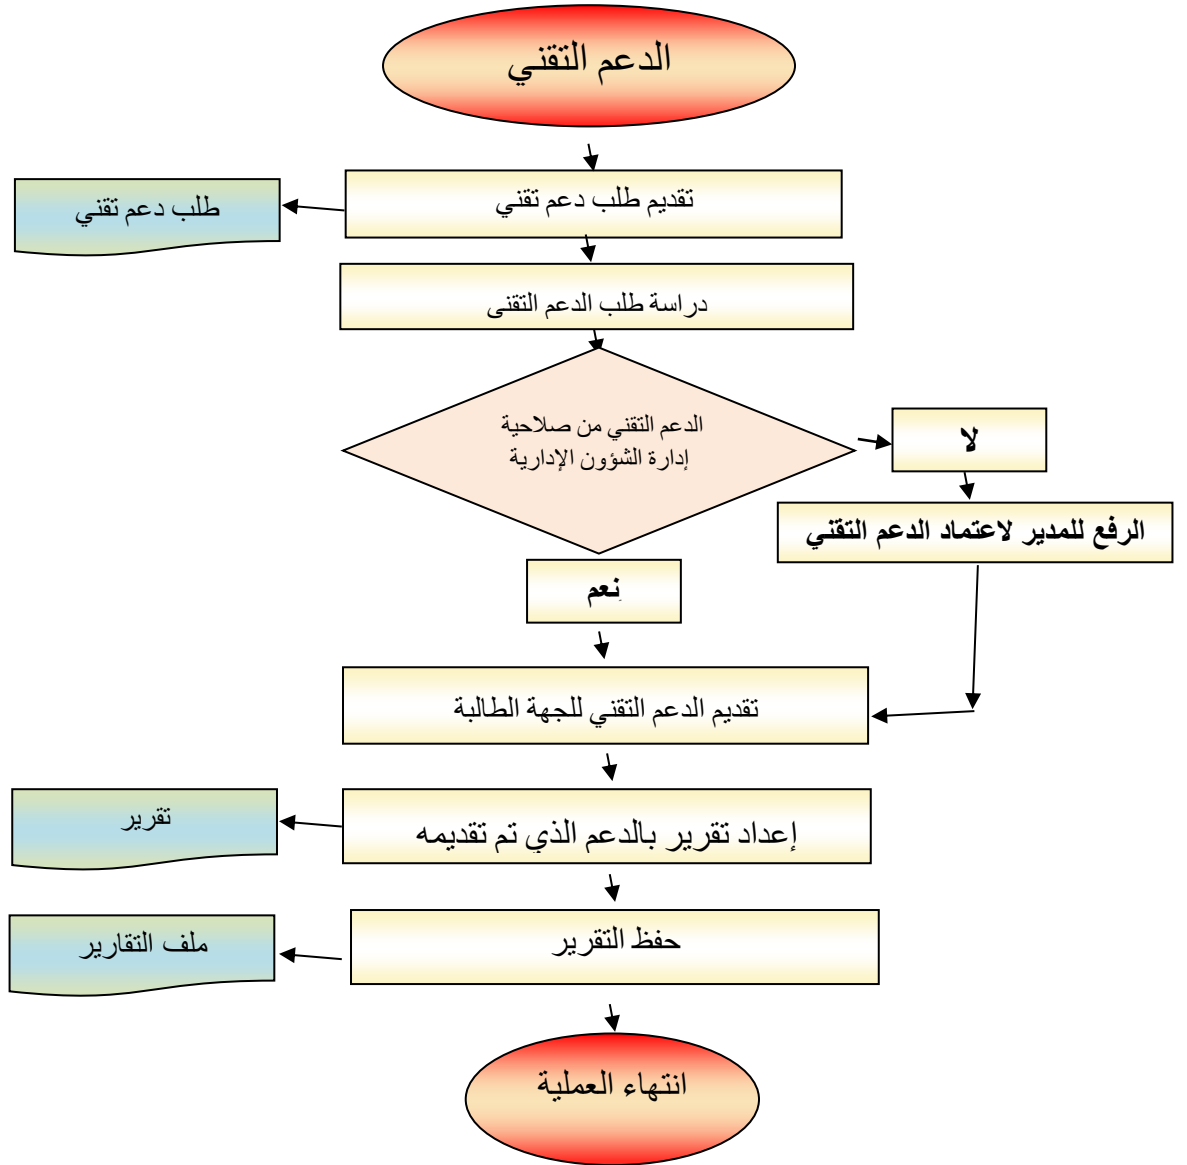 الدعم التقني
تقديم طلب دعم تقني
طلب دعم تقني
دراسة طلب الدعم التقنى
الدعم التقني من صلاحية
إدارة الشؤون الإدارية
لا
الرفع للمدير لاعتماد الدعم التقني
نعم
تقديم الدعم التقني للجهة الطالبة
إعداد تقرير بالدعم الذي تم تقديمه
تقرير
حفظ التقرير
ملف التقارير
انتهاء العملية